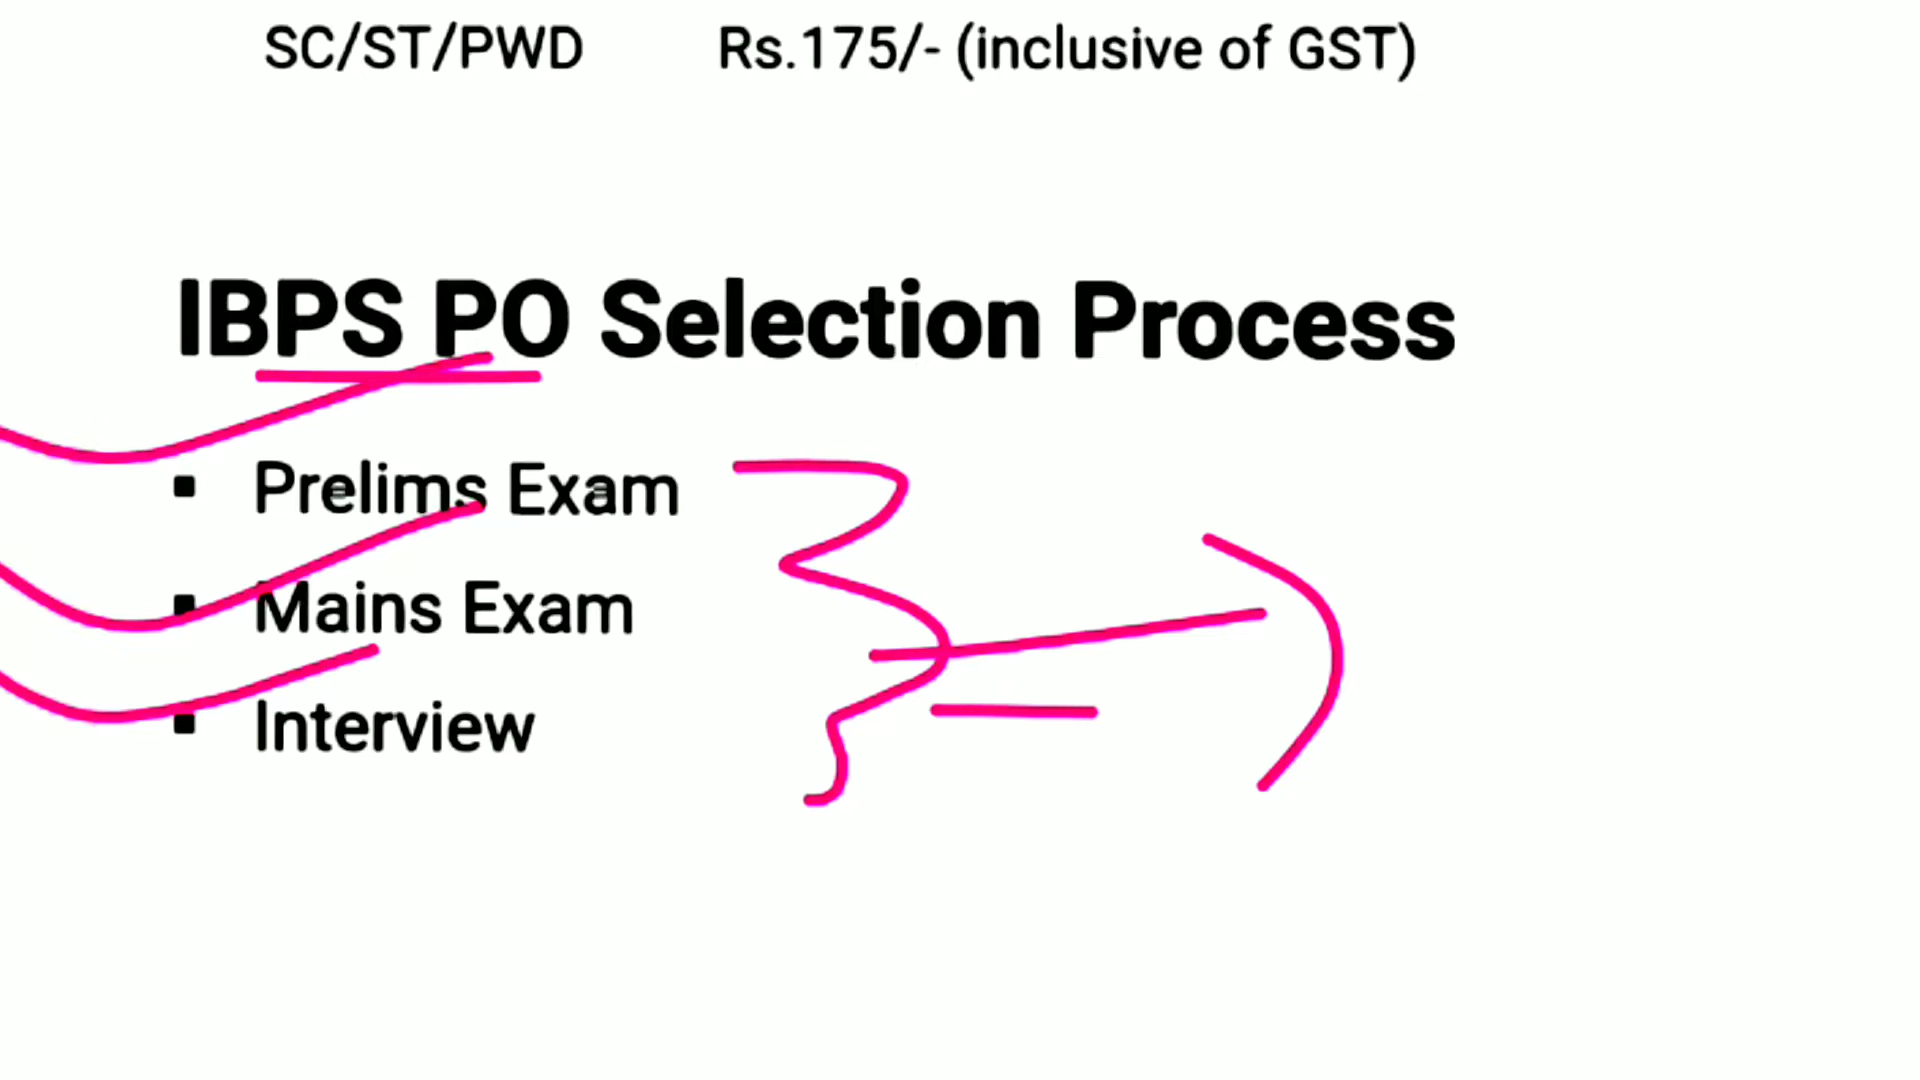 SC/ST/PWD Rs.175/- (inclusive of GST)
IBPS PO Selection Process
▪ Prelims Exam
▪ Mains Exam
▪ Interview